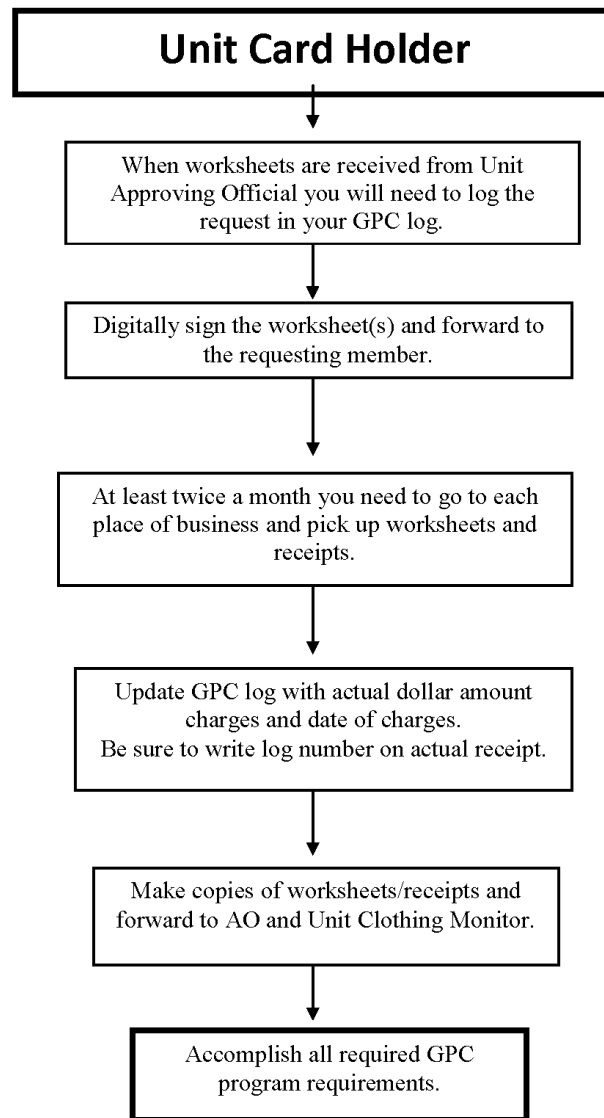 Unit Card Holder
When worksheets are received from Unit
Approving Official you will need to log the
request in your GPC log.
Digitally sign the worksheet(s) and forward to
the requesting member.
At least twice a month you need to go to each
place of business and pick up worksheets and
receipts.
Update GPC log with actual dollar amount
charges and date of charges.
Be sure to write log number on actual receipt.
Make copies of worksheets/receipts and
forward to AO and Unit Clothing Monitor.
Accomplish all required GPC
program requirements.